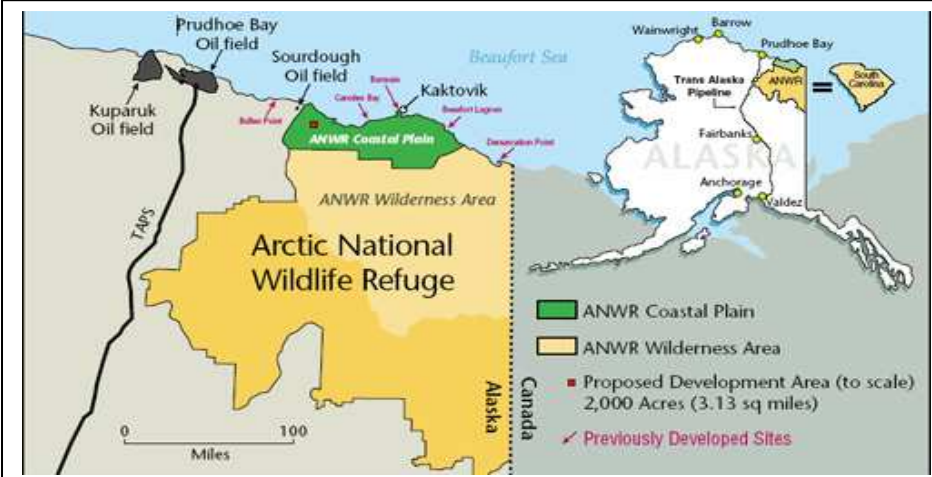 Prudhoe Bay
Oil field
Kuparuk
Oil field
Sourdough
Oil field
Beaufort Sea
Bullen Point
Camden Bay
Barter Is
Kaktovik
Beaufort Lagoon
Demarcation Point
ANWR Coastal Plain
ANWR Wilderness Area
Arctic National
Wildlife Refuge
TAPS
Alaska
Canada
0 100
Miles
Wainwright
Barrow
Prudhoe Bay
Trans Alaska
Pipeline
ANWR
=
South
Carolina
Fairbanks
ALASKA
Anchorage
Valdez
ANWR Coastal Plain
ANWR Wilderness Area
Proposed Development Area (to scale)
2,000 Acres (3.13 sq miles)
Previously Developed Sites